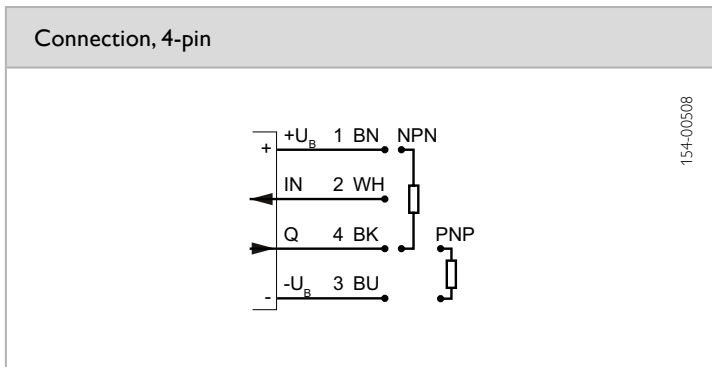 Connection, 4-pin
154-00508
+U_B 1 BN NPN
+
IN 2 WH
Q 4 BK PNP
-U_B 3 BU
-